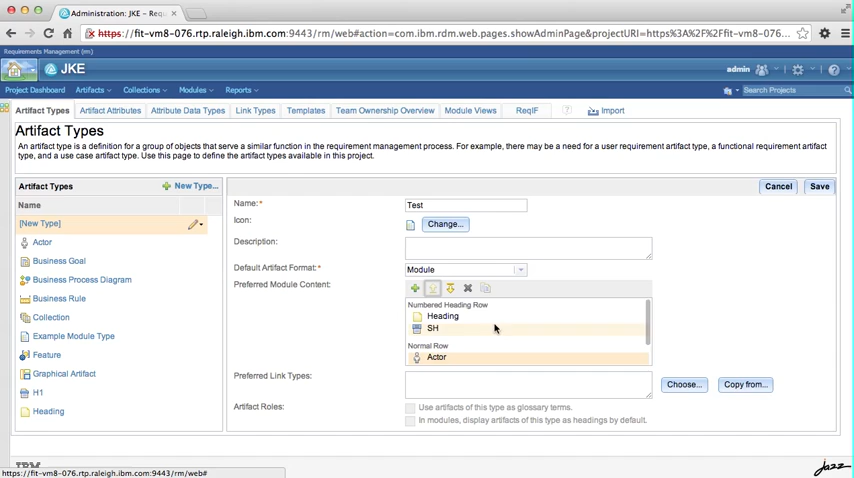 Administration: JKE – Req
https://fit-vm8-076.rtp.raleigh.ibm.com:9443/rm/web#action=com.ibm.rdm.web.pages.showAdminPage&projectURI=https%3A%2F%2Ffit-vm8-076....
Requirements Management (rm)
JKE
admin
Project Dashboard Artifacts Collections Modules Reports
Search Projects
Artifact Types Artifact Attributes Attribute Data Types Link Types Templates Team Ownership Overview Module Views ReqIF Import
Artifact Types
An artifact type is a definition for a group of objects that serve a similar function in the requirement management process. For example, there may be a need for a user requirement artifact type, a functional requirement artifact
type, and a use case artifact type. Use this page to define the artifact types available in this project.
Artifact Types
New Type...
Cancel Save
Name
[New Type]
Actor
Business Goal
Business Process Diagram
Business Rule
Collection
Example Module Type
Feature
Graphical Artifact
H1
Heading
Name:*
Test
Icon:
Change...
Description:
Default Artifact Format:*
Module
Preferred Module Content:
Numbered Heading Row
Heading
SH
Normal Row
Actor
Preferred Link Types:
Choose... Copy from...
Artifact Roles:
Use artifacts of this type as glossary terms.
In modules, display artifacts of this type as headings by default.
IBM
https://fit-vm8-076.rtp.raleigh.ibm.com:9443/rm/web#
Jazz